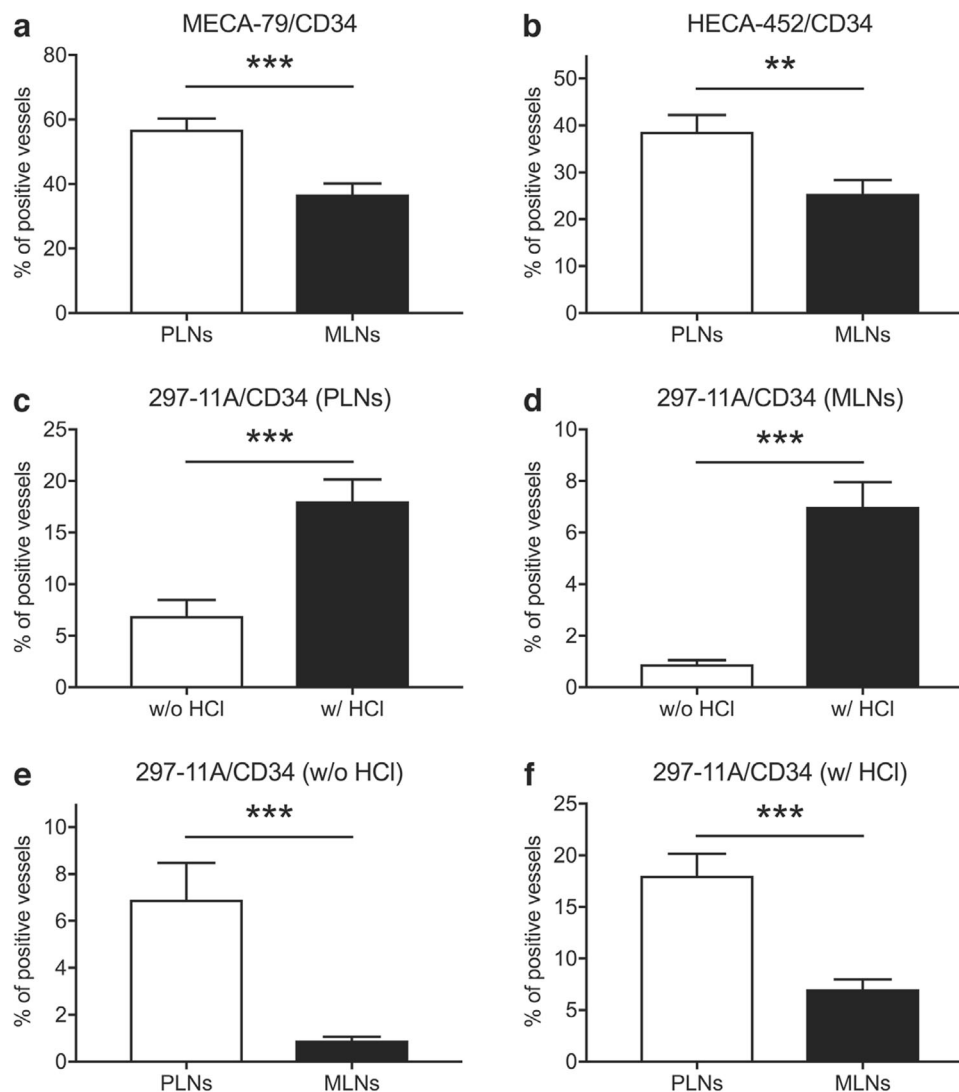 a MECA-79/CD34
***
% of positive vessels
80
60
40
20
0
PLNs MLNs
b HECA-452/CD34
**
% of positive vessels
50
40
30
20
10
0
PLNs MLNs
c 297-11A/CD34 (PLNs)
***
% of positive vessels
25
20
15
10
5
0
w/o HCl w/ HCl
d 297-11A/CD34 (MLNs)
***
% of positive vessels
10
8
6
4
2
0
w/o HCl w/ HCl
e 297-11A/CD34 (w/o HCl)
***
% of positive vessels
10
8
6
4
2
0
PLNs MLNs
f 297-11A/CD34 (w/ HCl)
***
% of positive vessels
25
20
15
10
5
0
PLNs MLNs